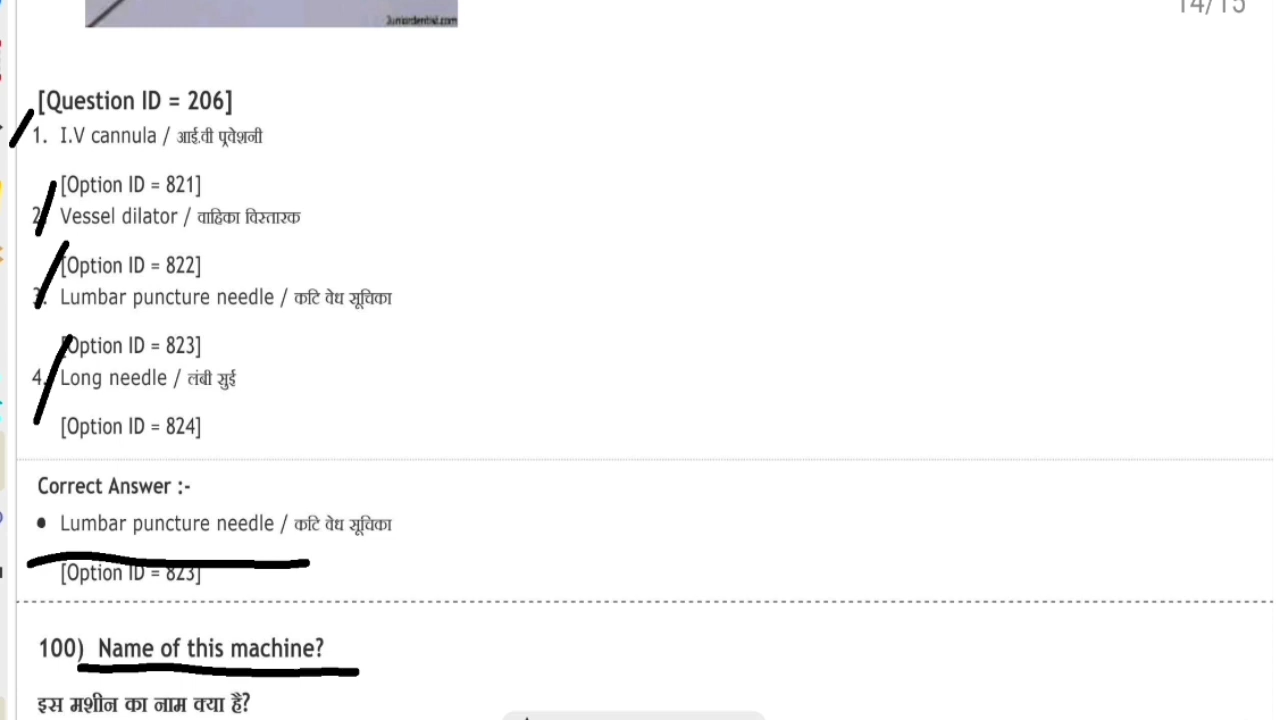 Juniordentist.com
14/15
[Question ID = 206]
1. I.V cannula / आई.वी प्रवेशनी
[Option ID = 821]
2. Vessel dilator / वाहिका विस्तारक
[Option ID = 822]
3. Lumbar puncture needle / कटि वेध सूचिका
[Option ID = 823]
4. Long needle / लंबी सुई
[Option ID = 824]
Correct Answer :-
• Lumbar puncture needle / कटि वेध सूचिका
[Option ID = 823]
100) Name of this machine?
इस मशीन का नाम क्या है?